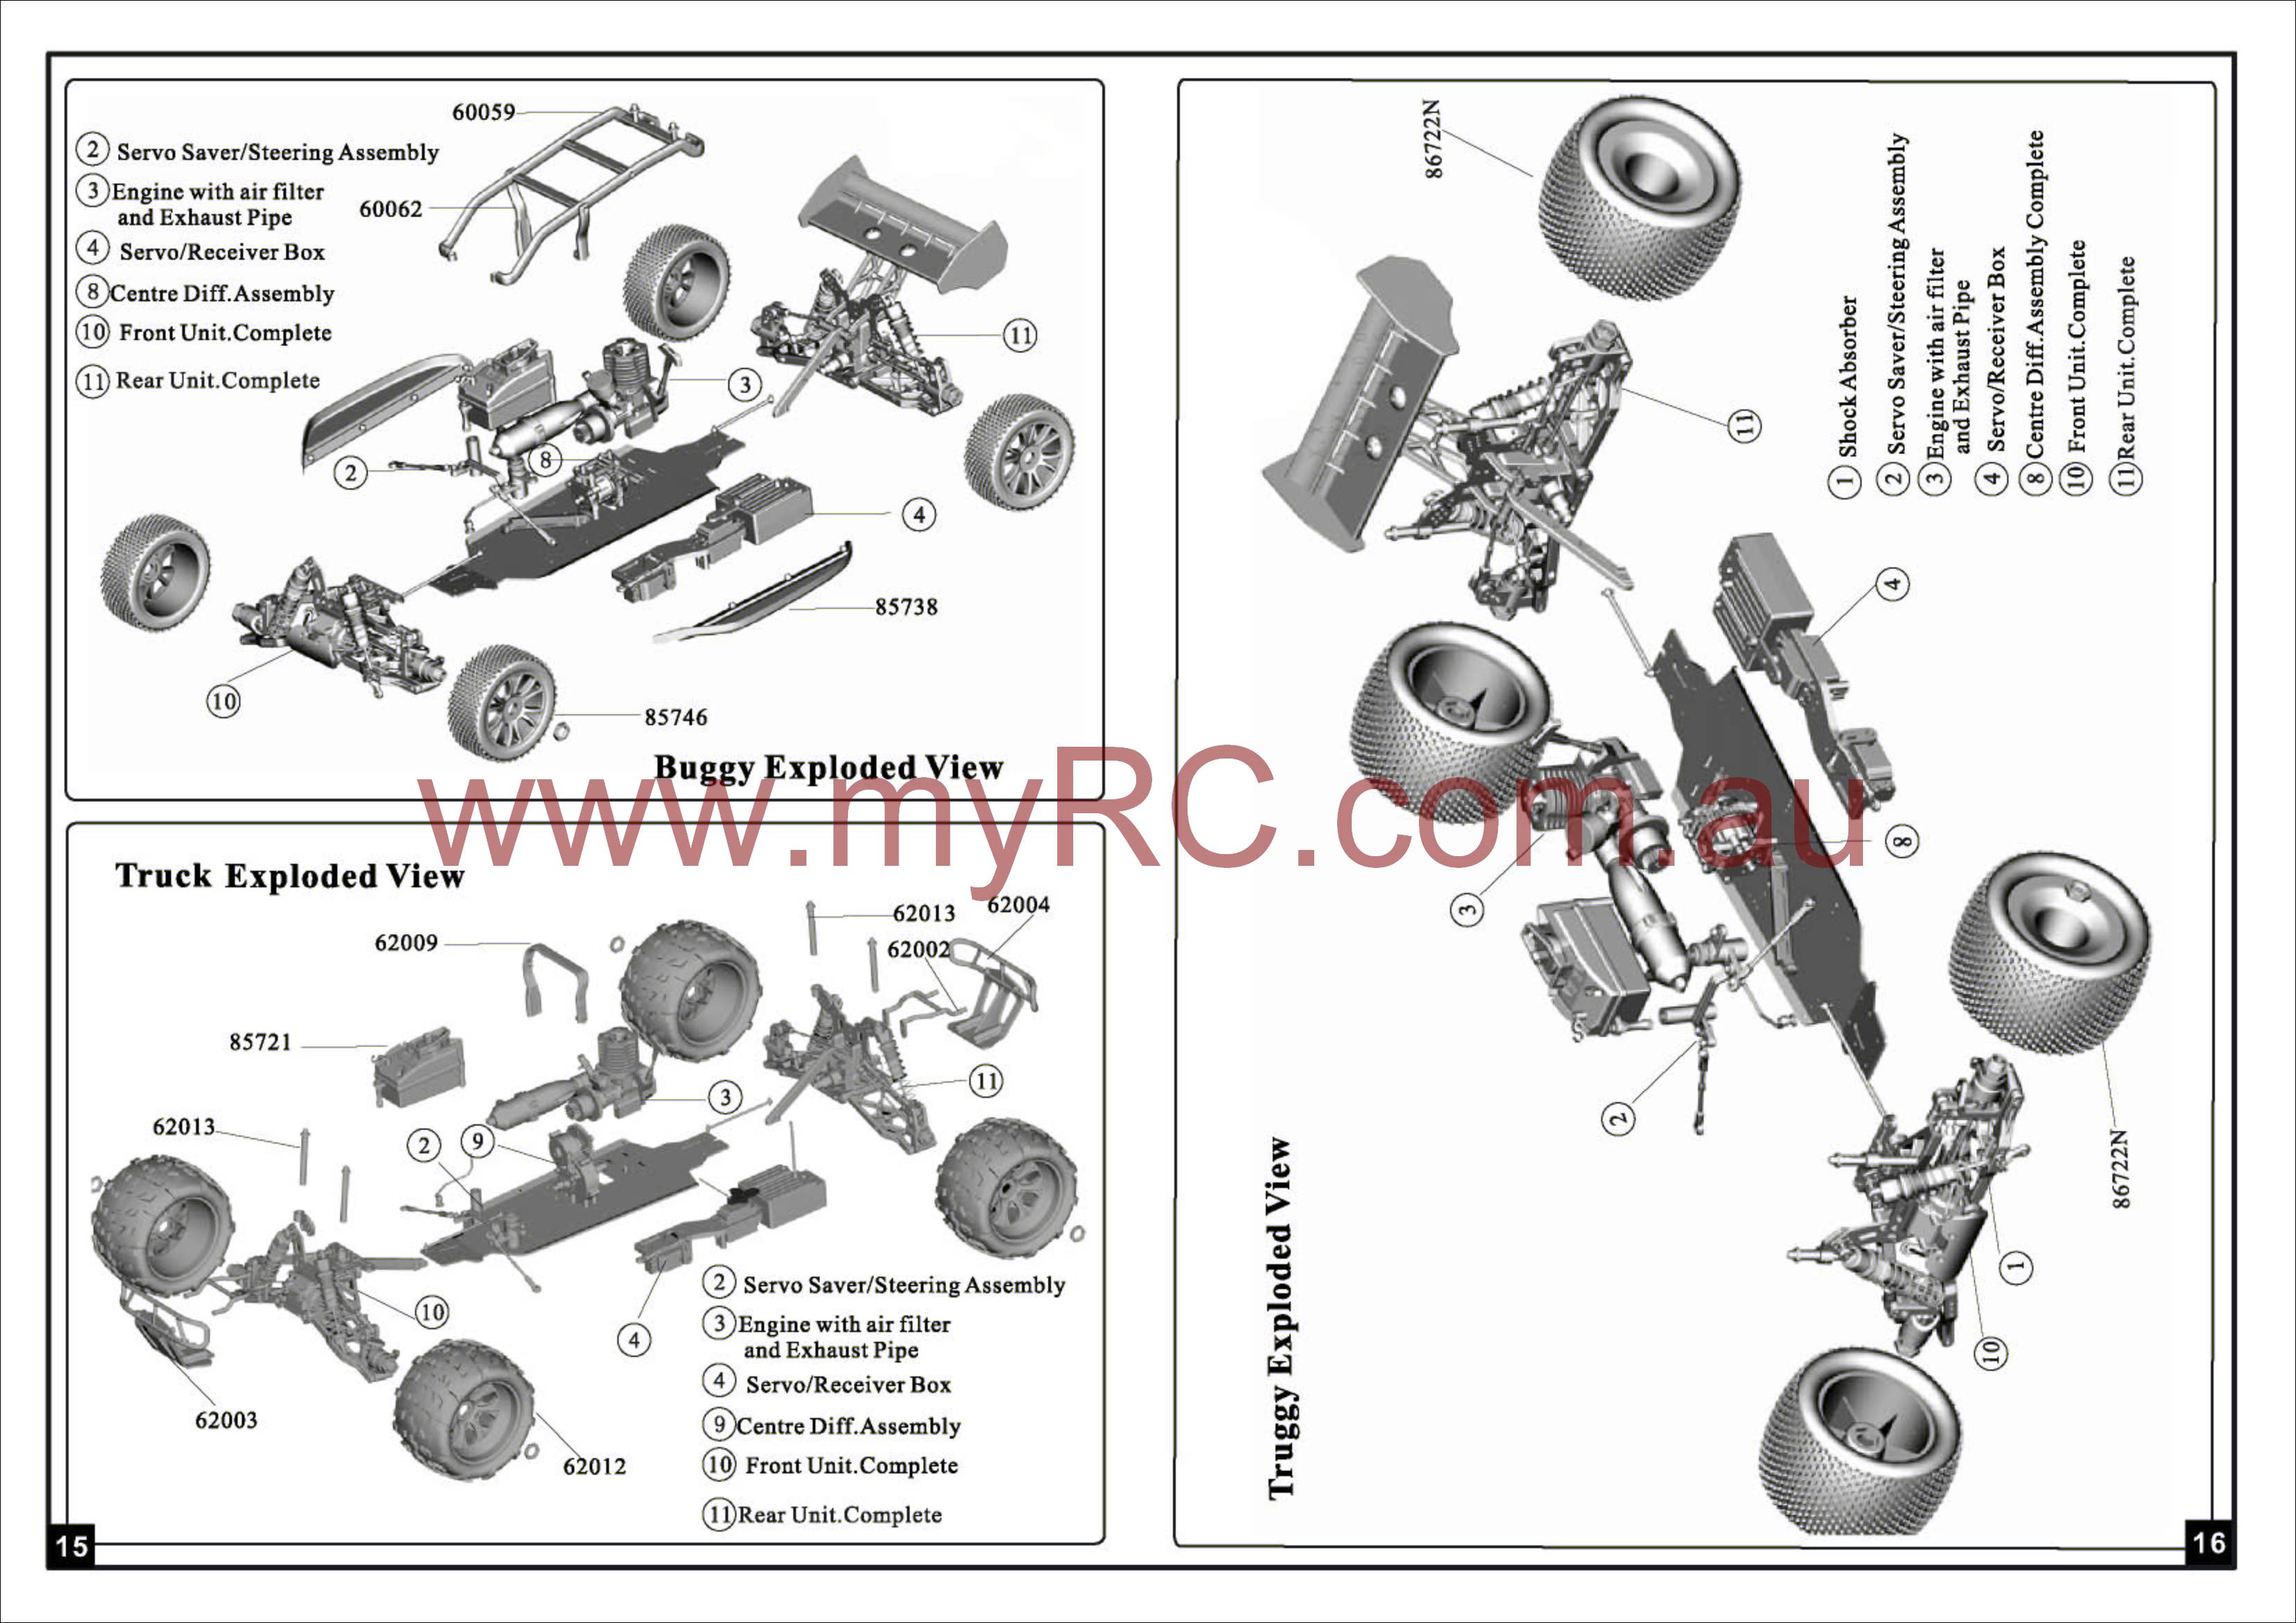 60059
② Servo Saver/Steering Assembly
③ Engine with air filter
and Exhaust Pipe
60062
④ Servo/Receiver Box
⑧ Centre Diff.Assembly
⑩ Front Unit.Complete
⑪ Rear Unit.Complete
⑪
③
②
⑧
④
85738
⑩
85746
Buggy Exploded View
www.myRC.com.au
Truck Exploded View
62013
62004
62009
62002
85721
⑪
③
62013
②
⑨
⑩
④
62003
62012
② Servo Saver/Steering Assembly
③ Engine with air filter
and Exhaust Pipe
④ Servo/Receiver Box
⑨ Centre Diff.Assembly
⑩ Front Unit.Complete
⑪ Rear Unit.Complete
15
86722N
① Shock Absorber
② Servo Saver/Steering Assembly
③ Engine with air filter
and Exhaust Pipe
④ Servo/Receiver Box
⑧ Centre Diff.Assembly Complete
⑩ Front Unit.Complete
⑪ Rear Unit.Complete
⑪
④
⑧
③
②
86722N
①
⑩
Truggy Exploded View
16